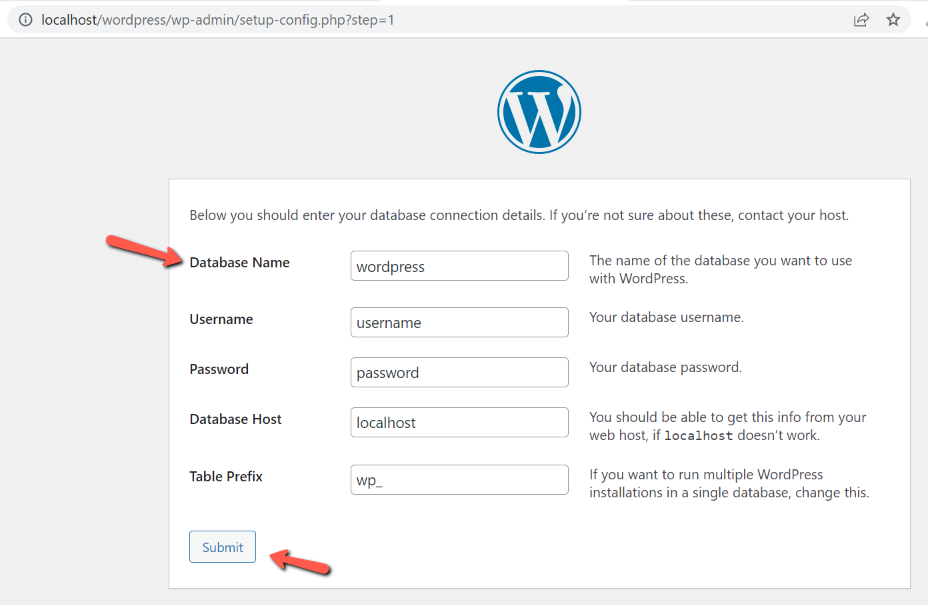 localhost/wordpress/wp-admin/setup-config.php?step=1
Below you should enter your database connection details. If you’re not sure about these, contact your host.
Database Name
wordpress
The name of the database you want to use
with WordPress.
Username
username
Your database username.
Password
password
Your database password.
Database Host
localhost
You should be able to get this info from your
web host, if localhost doesn’t work.
Table Prefix
wp_
If you want to run multiple WordPress
installations in a single database, change this.
Submit